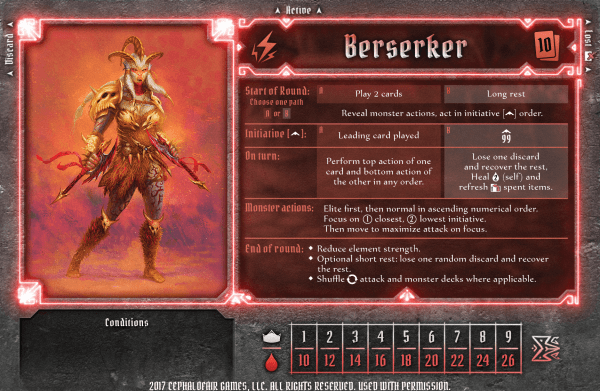 Active
Discard
Lost
Berserker
10
Start of Round:
Choose one path
A or B
A Play 2 cards
B Long rest
Reveal monster actions, act in initiative [ ] order.
Initiative [ ]:
A Leading card played
B 99
On turn:
Perform top action of one
card and bottom action of
the other in any order.
Lose one discard
and recover the rest.
Heal 2 (self) and
refresh spent items.
Monster actions:
Elite first, then normal in ascending numerical order.
Focus on ① closest, ② lowest initiative.
Then move to maximize attack on focus.
End of round:
◆ Reduce element strength.
◆ Optional short rest: lose one random discard and recover
the rest.
◆ Shuffle attack and monster decks where applicable.
Conditions
1 2 3 4 5 6 7 8 9
10 12 14 16 18 20 22 24 26
2017 CEPHALOFAIR GAMES, LLC. ALL RIGHTS RESERVED. USED WITH PERMISSION.